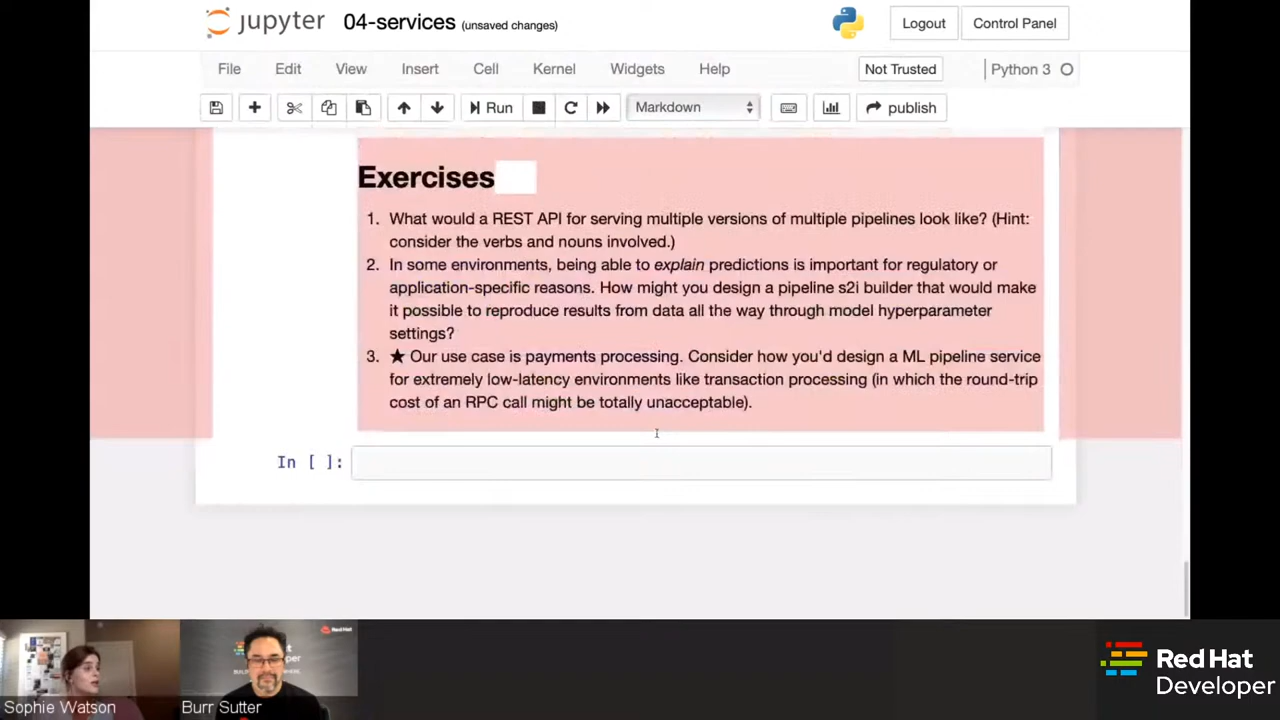 jupyter 04-services (unsaved changes) Logout Control Panel
File Edit View Insert Cell Kernel Widgets Help Not Trusted Python 3
Run Markdown publish
Exercises
1. What would a REST API for serving multiple versions of multiple pipelines look like? (Hint:
consider the verbs and nouns involved.)
2. In some environments, being able to explain predictions is important for regulatory or
application-specific reasons. How might you design a pipeline s2i builder that would make
it possible to reproduce results from data all the way through model hyperparameter
settings?
3. ★ Our use case is payments processing. Consider how you'd design a ML pipeline service
for extremely low-latency environments like transaction processing (in which the round-trip
cost of an RPC call might be totally unacceptable).
In [ ]:
Red Hat
Red Hat
Developer
Sophie Watson
Burr Sutter
Red Hat
Developer